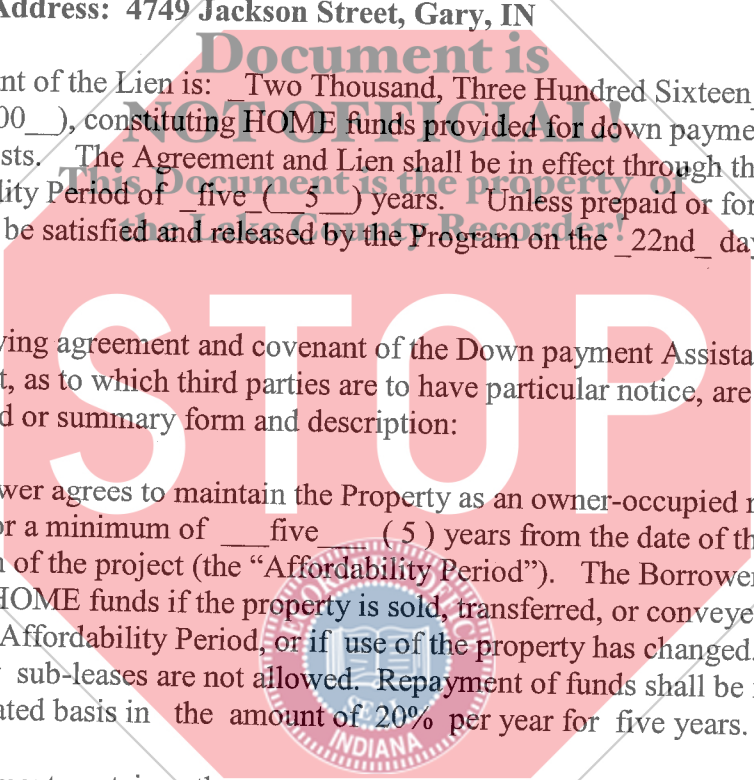 Address: 4749 Jackson Street, Gary, IN
Document is
nt of the Lien is: _Two Thousand, Three Hundred Sixteen_
NOT OFFICIAL!
00__), constituting HOME funds provided for down payme
sts. The Agreement and Lien shall be in effect through th
This Document is the property of
lity Period of _five_(__5__) years. Unless prepaid or for
the Lake County Recorder!
be satisfied and released by the Program on the _22nd_ day
STOP
ving agreement and covenant of the Down payment Assista
t, as to which third parties are to have particular notice, are
d or summary form and description:
wer agrees to maintain the Property as an owner-occupied r
or a minimum of ___five____ ( 5 ) years from the date of th
n of the project (the “Affordability Period”). The Borrower
HOME funds if the property is sold, transferred, or conveye
Affordability Period, or if use of the property has changed.
sub-leases are not allowed. Repayment of funds shall be
ated basis in the amount of 20% per year for five years.
SEAL
INDIANA